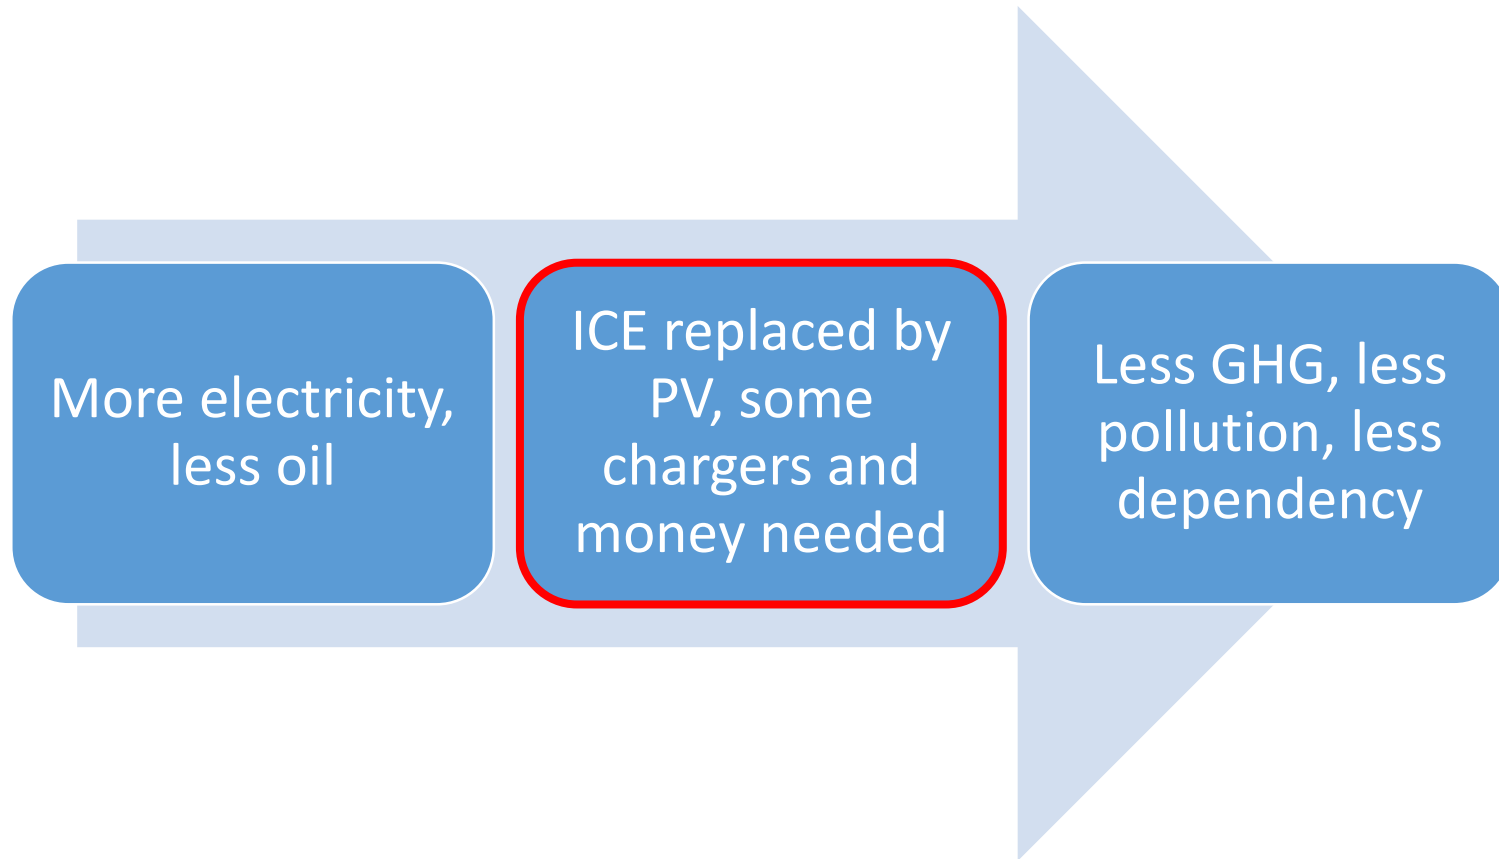 More electricity,
less oil
ICE replaced by
PV, some
chargers and
money needed
Less GHG, less
pollution, less
dependency